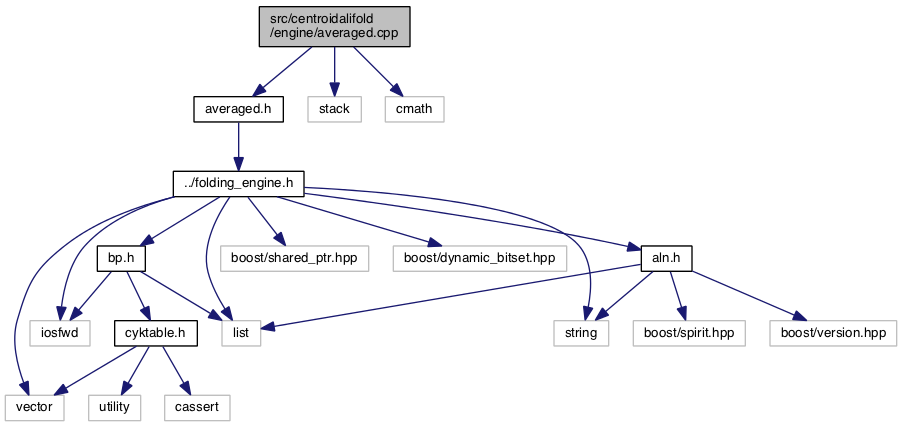 src/centroidalifold
/engine/averaged.cpp
averaged.h
stack
cmath
../folding_engine.h
bp.h
boost/shared_ptr.hpp
boost/dynamic_bitset.hpp
aln.h
iosfwd
cyktable.h
list
string
boost/spirit.hpp
boost/version.hpp
vector
utility
cassert